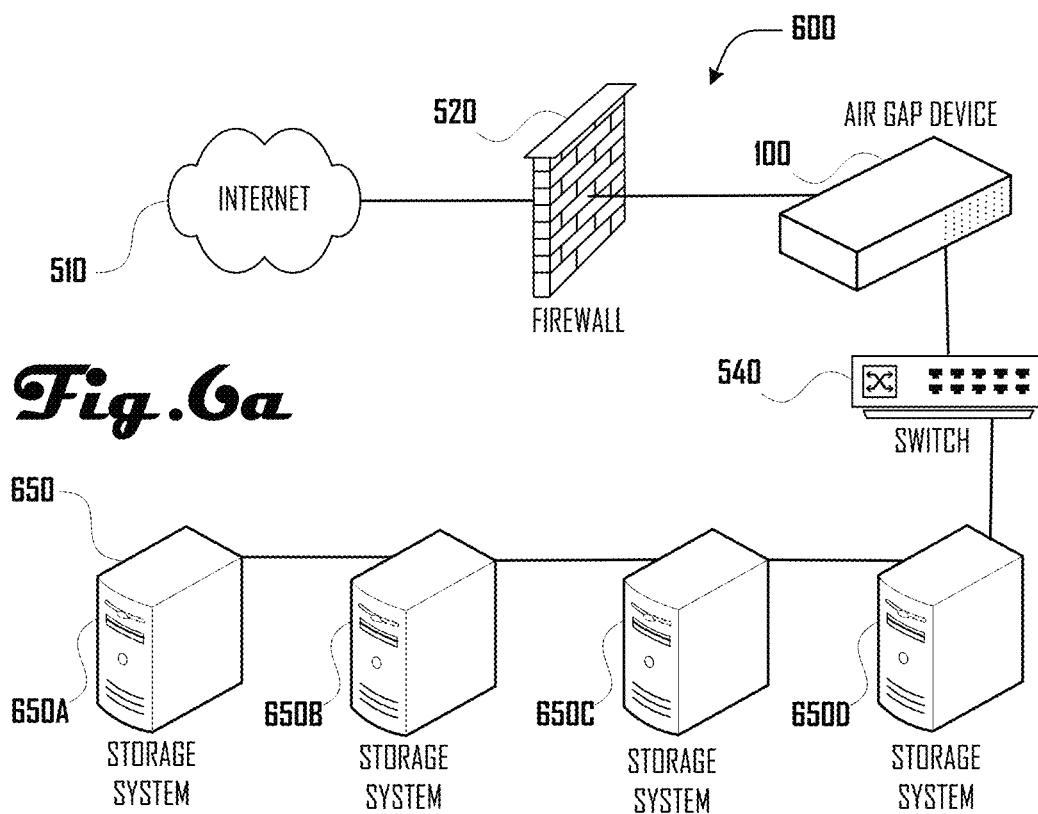 600
520
AIR GAP DEVICE
100
INTERNET
510
FIREWALL
Fig.6a
540
SWITCH
650
650A
650B
650C
650D
STORAGE
SYSTEM
STORAGE
SYSTEM
STORAGE
SYSTEM
STORAGE
SYSTEM